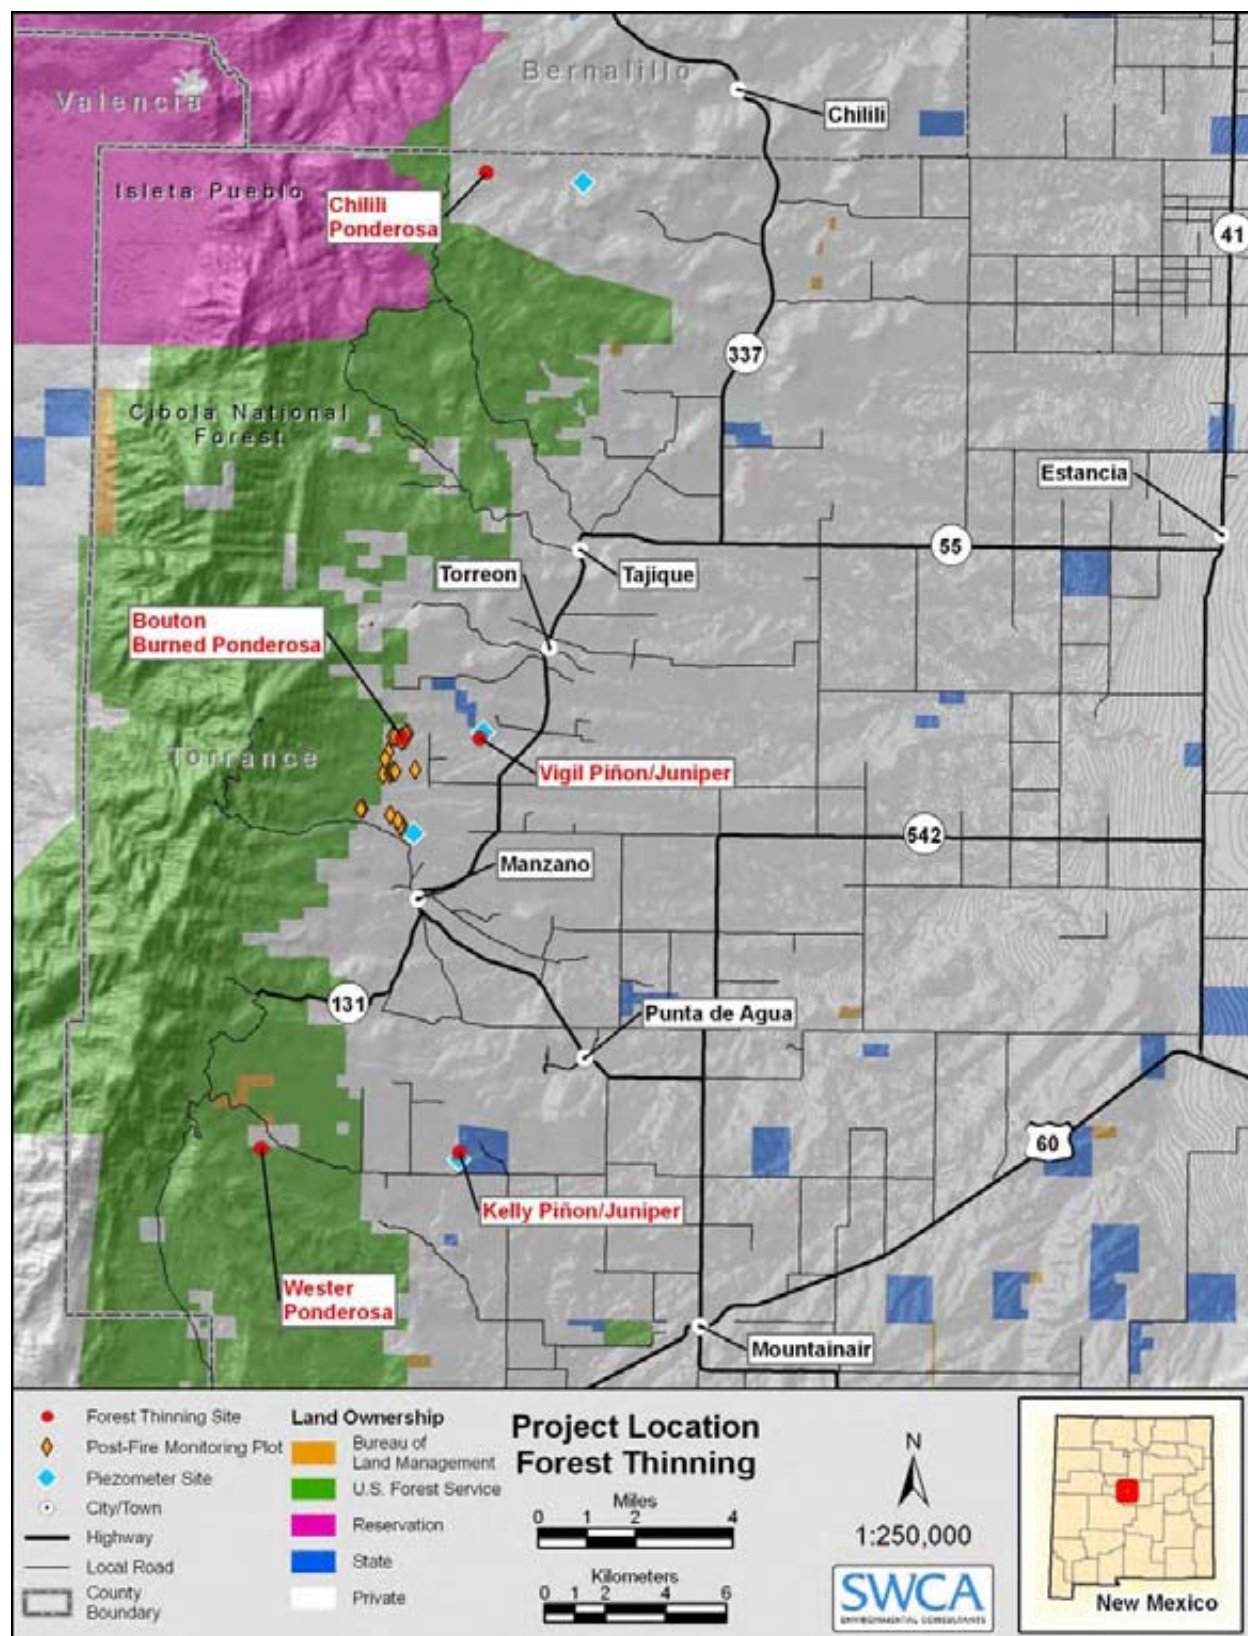 Bernalillo
Valencia
Chilili
Isleta Pueblo
Chilili
Ponderosa
41
337
Cibola National
Forest
Estancia
55
Torreon
Tajique
Bouton
Burned Ponderosa
Torrance
Vigil Piñon/Juniper
542
Manzano
131
Punta de Agua
60
Kelly Piñon/Juniper
Wester
Ponderosa
Mountainair
Forest Thinning Site
Post-Fire Monitoring Plot
Piezometer Site
City/Town
Highway
Local Road
County
Boundary
Land Ownership
Bureau of
Land Management
U.S. Forest Service
Reservation
State
Private
Project Location
Forest Thinning
Miles
0 1 2 4
Kilometers
0 1 2 4 6
N
1:250,000
SWCA
ENVIRONMENTAL CONSULTANTS
New Mexico